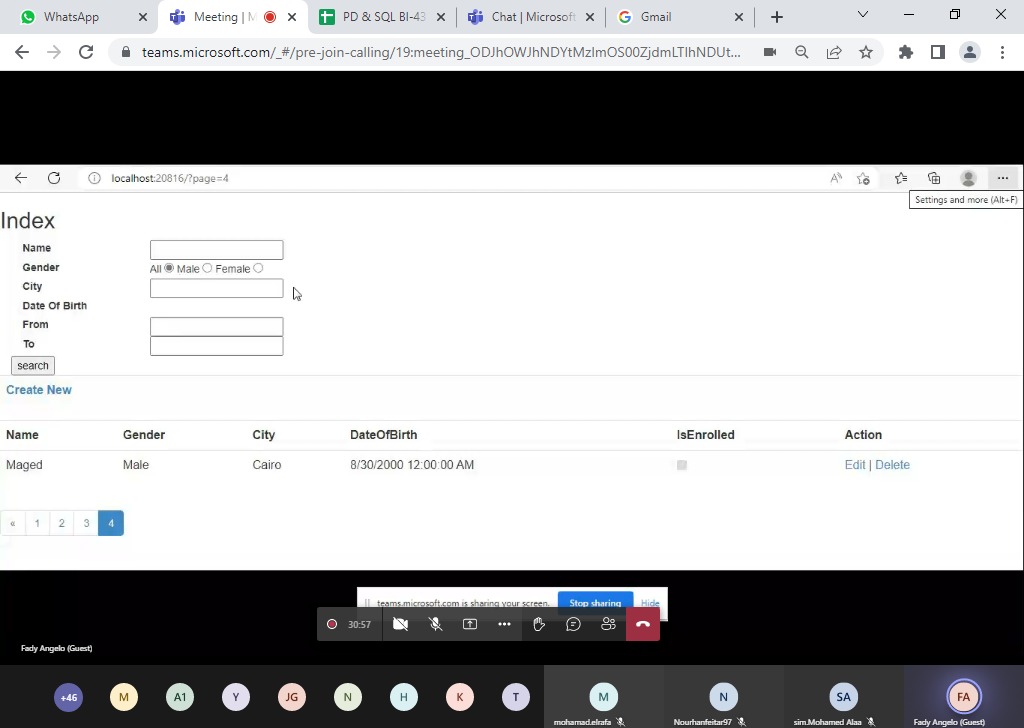 WhatsApp
Meeting | M
PD & SQL BI-43
Chat | Microsoft
Gmail
teams.microsoft.com/_#/pre-join-calling/19:meeting_ODJhOWJhNDYtMzImOS00ZjdmLTlhNDUt...
localhost:20816/?page=4
Settings and more (Alt+F)
Index
Name
Gender
All Male Female
City
Date Of Birth
From
To
search
Create New
Name Gender City DateOfBirth IsEnrolled Action
Maged Male Cairo 8/30/2000 12:00:00 AM Edit | Delete
« 1 2 3 4
teams.microsoft.com is sharing your screen. Stop sharing Hide
30:57
Fady Angelo (Guest)
+46 M A1 Y JG N H K T M N SA FA
mohamad.elrafa Nourhanfeitar97 sim.Mohamed Alaa Fady Angelo (Guest)